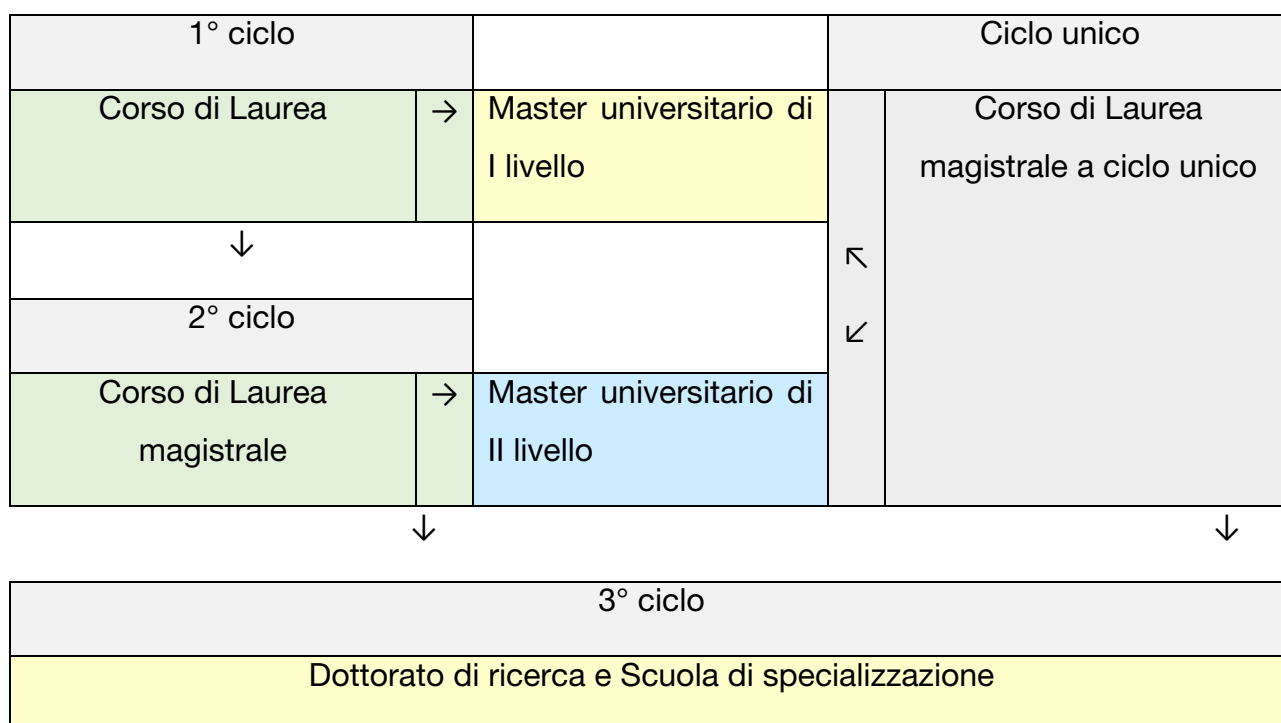 1° ciclo
Ciclo unico
Corso di Laurea
→
Master universitario di
I livello
Corso di Laurea
magistrale a ciclo unico
↓
↖
2° ciclo
↙
Corso di Laurea
magistrale
→
Master universitario di
II livello
↓
↓
3° ciclo
Dottorato di ricerca e Scuola di specializzazione